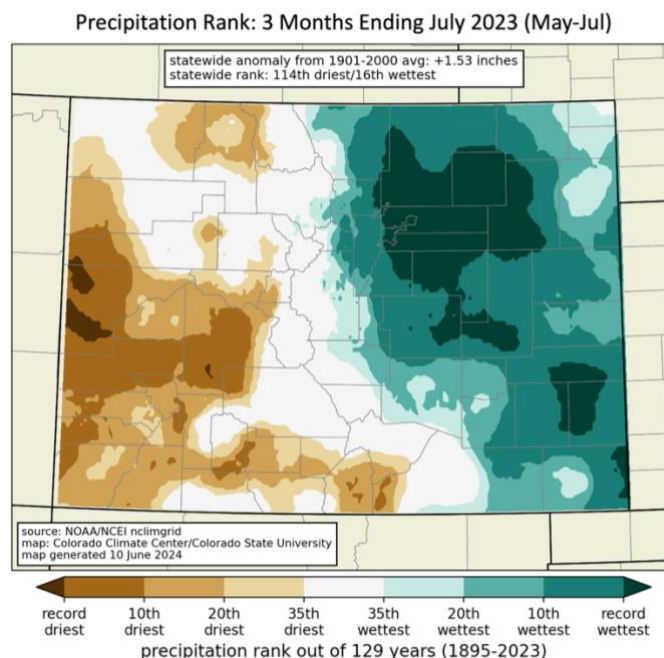 Precipitation Rank: 3 Months Ending July 2023 (May-Jul)
statewide anomaly from 1901-2000 avg: +1.53 inches
statewide rank: 114th driest/16th wettest
source: NOAA/NCEI nclimgrid
map: Colorado Climate Center/Colorado State University
map generated 10 June 2024
record driest
10th driest
20th driest
35th driest
35th wettest
20th wettest
10th wettest
record wettest
precipitation rank out of 129 years (1895-2023)